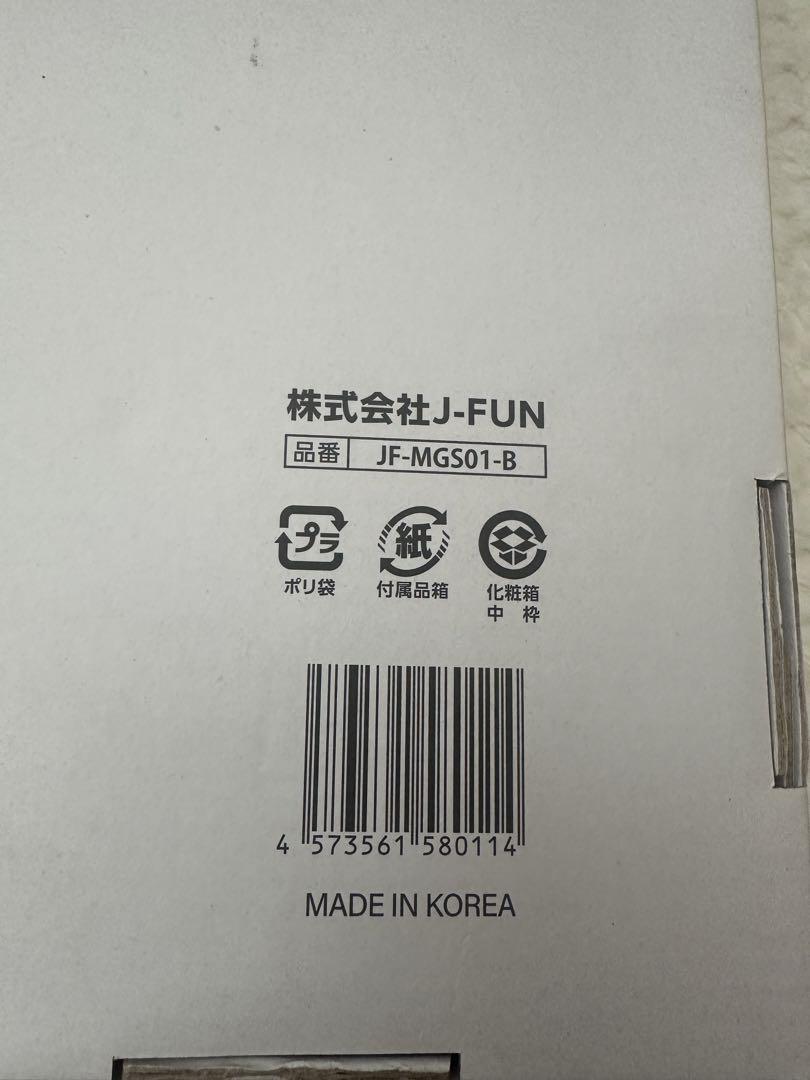 株式会社J-FUN
品番 JF-MGS01-B
プラ 紙
ポリ袋 付属品箱 化粧箱
中 枠
4 573561 580114
MADE IN KOREA